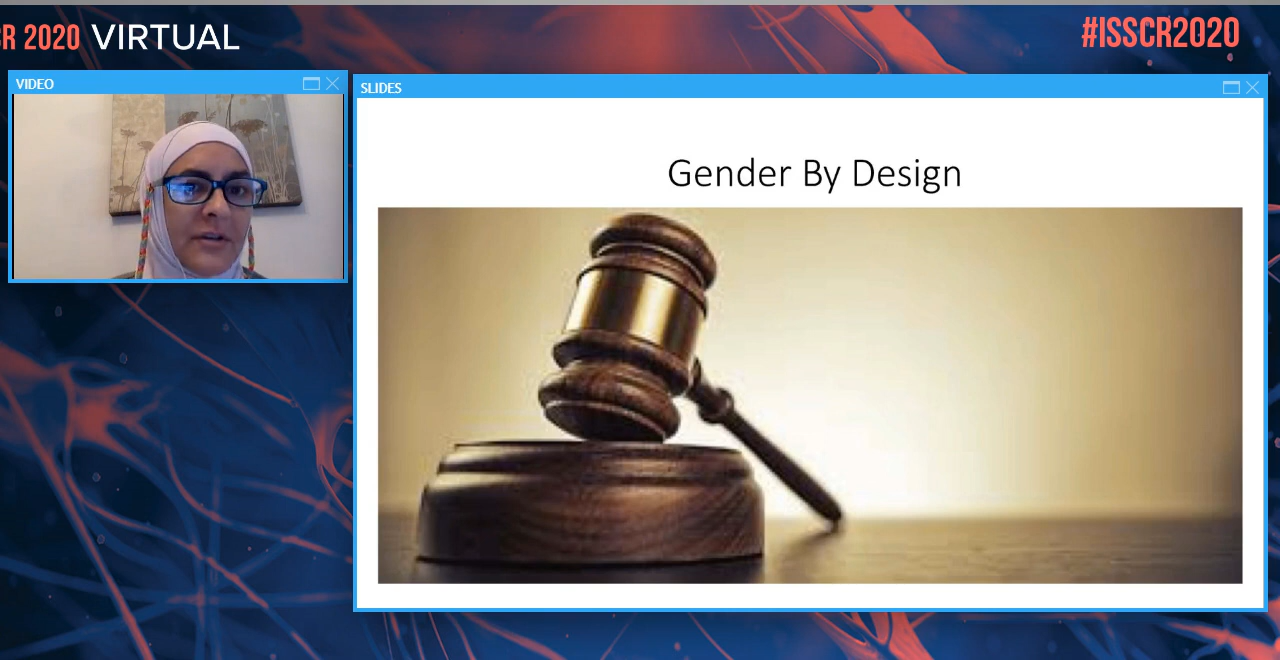 R 2020 VIRTUAL
#ISSCR2020
VIDEO
SLIDES
Gender By Design